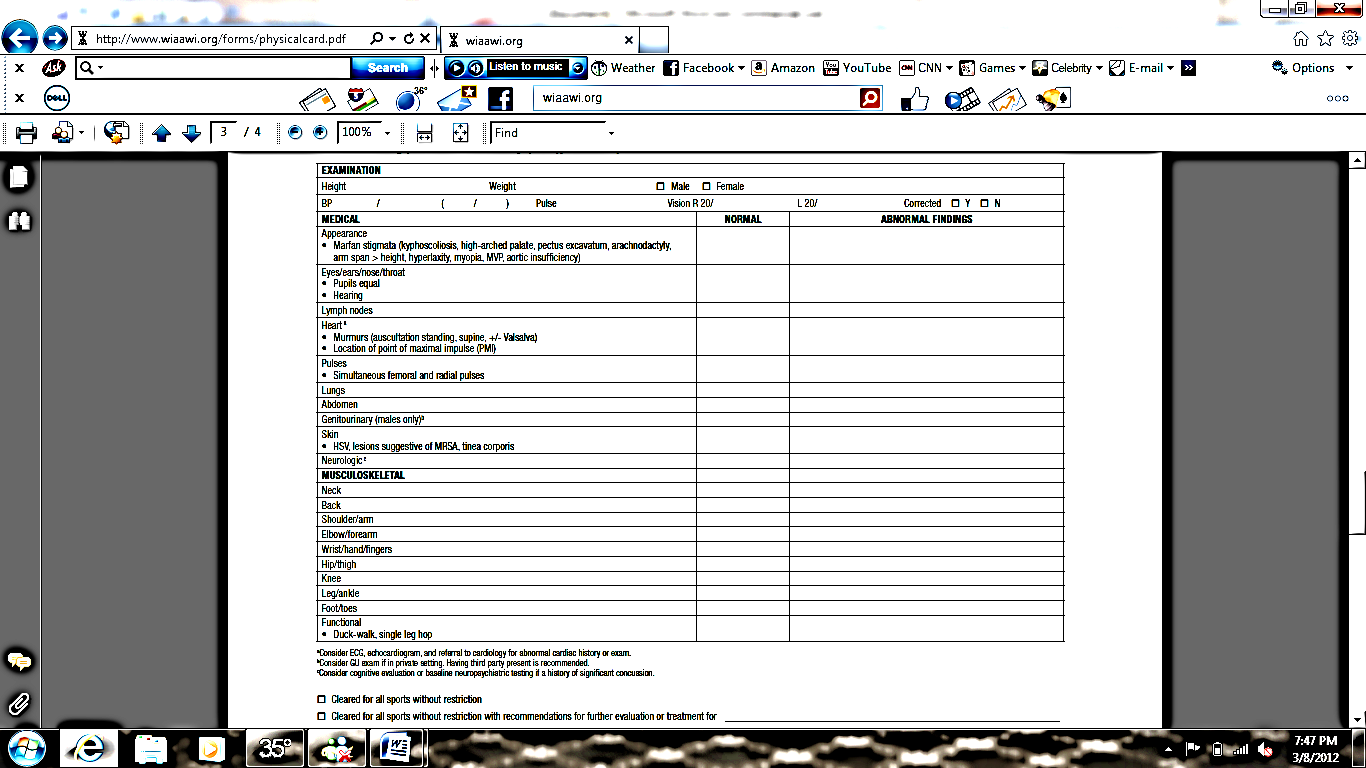 http://www.wiaawi.org/forms/physicalcard.pdf
wiaawi.org
Ask Search Listen to music Weather Facebook Amazon YouTube CNN Games Celebrity E-mail Options
DELL 36° wiaawi.org
3 / 4 100% Find
EXAMINATION
Height Weight Male Female
BP / ( / ) Pulse Vision R 20/ L 20/ Corrected Y N
MEDICAL NORMAL ABNORMAL FINDINGS
Appearance
• Marfan stigmata (kyphoscoliosis, high-arched palate, pectus excavatum, arachnodactyly,
arm span > height, hyperlaxity, myopia, MVP, aortic insufficiency)
Eyes/ears/nose/throat
• Pupils equal
• Hearing
Lymph nodes
Heart a
• Murmurs (auscultation standing, supine, +/- Valsalva)
• Location of point of maximal impulse (PMI)
Pulses
• Simultaneous femoral and radial pulses
Lungs
Abdomen
Genitourinary (males only)b
Skin
• HSV, lesions suggestive of MRSA, tinea corporis
Neurologic c
MUSCULOSKELETAL
Neck
Back
Shoulder/arm
Elbow/forearm
Wrist/hand/fingers
Hip/thigh
Knee
Leg/ankle
Foot/toes
Functional
• Duck-walk, single leg hop
aConsider ECG, echocardiogram, and referral to cardiology for abnormal cardiac history or exam.
bConsider GU exam if in private setting. Having third party present is recommended.
cConsider cognitive evaluation or baseline neuropsychiatric testing if a history of significant concussion.
Cleared for all sports without restriction
Cleared for all sports without restriction with recommendations for further evaluation or treatment for
35° 7:47 PM
3/8/2012